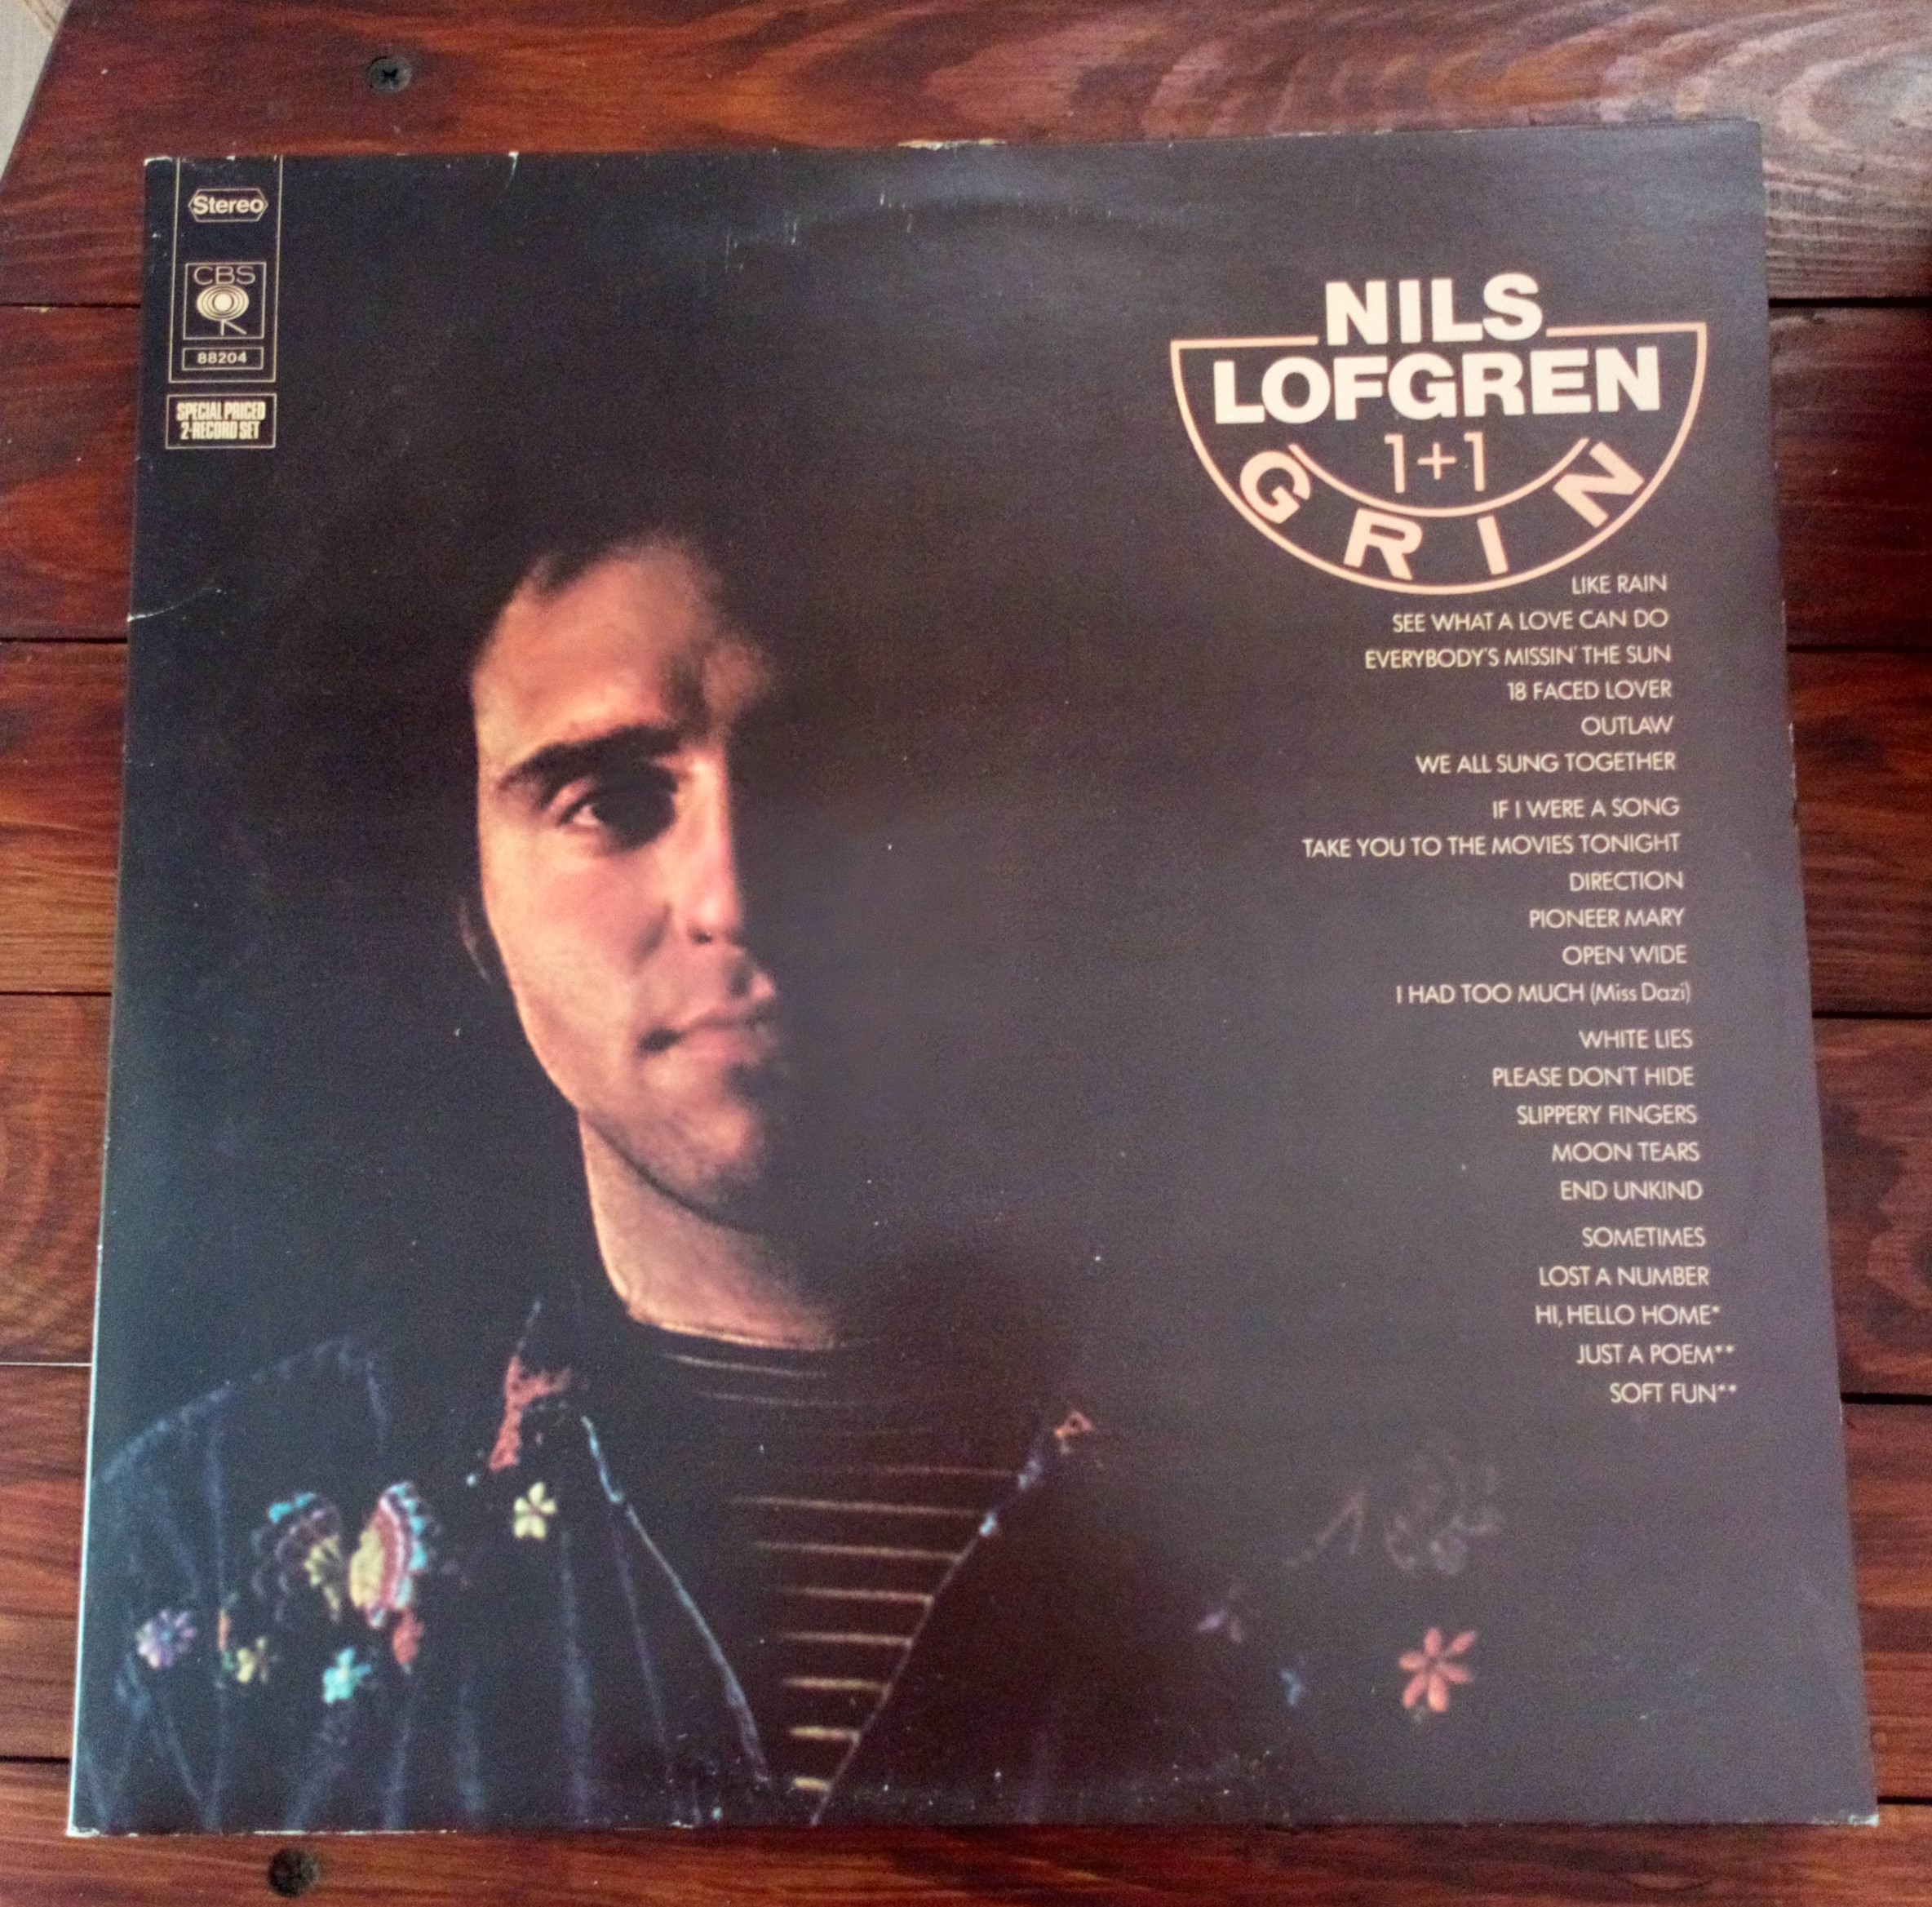 Stereo
CBS
88204
SPECIAL PRICED
2-RECORD SET
NILS
LOFGREN
1+1
GRIN
LIKE RAIN
SEE WHAT A LOVE CAN DO
EVERYBODY'S MISSIN' THE SUN
18 FACED LOVER
OUTLAW
WE ALL SUNG TOGETHER
IF I WERE A SONG
TAKE YOU TO THE MOVIES TONIGHT
DIRECTION
PIONEER MARY
OPEN WIDE
I HAD TOO MUCH (Miss Dazi)
WHITE LIES
PLEASE DON'T HIDE
SLIPPERY FINGERS
MOON TEARS
END UNKIND
SOMETIMES
LOST A NUMBER
HI, HELLO HOME*
JUST A POEM**
SOFT FUN**